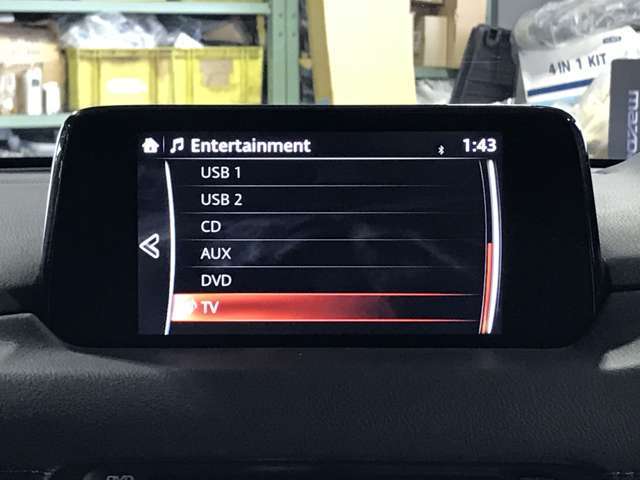 Entertainment 1:43
USB 1
USB 2
CD
AUX
DVD
TV
4 IN 1 KIT